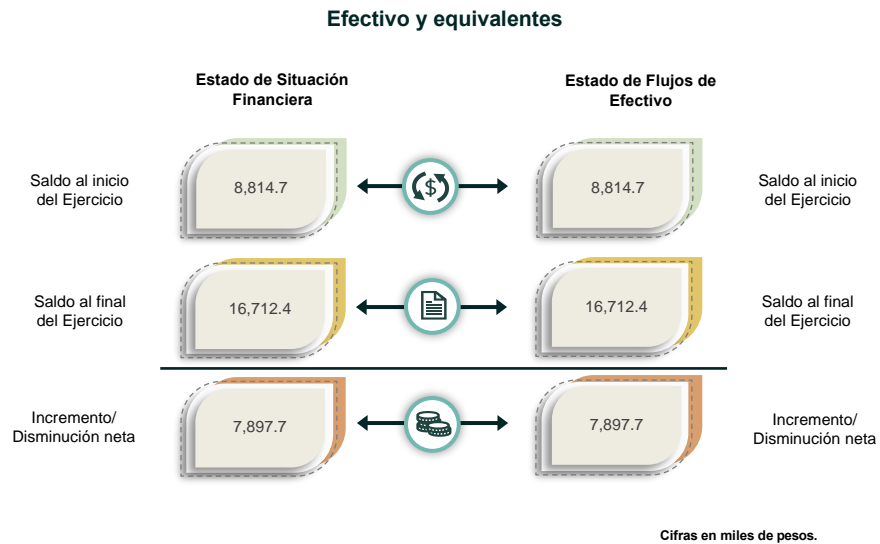 Efectivo y equivalentes
Estado de Situación
Financiera
Estado de Flujos de
Efectivo
Saldo al inicio
del Ejercicio
8,814.7
$
8,814.7
Saldo al inicio
del Ejercicio
Saldo al final
del Ejercicio
16,712.4
16,712.4
Saldo al final
del Ejercicio
Incremento/
Disminución neta
7,897.7
7,897.7
Incremento/
Disminución neta
Cifras en miles de pesos.